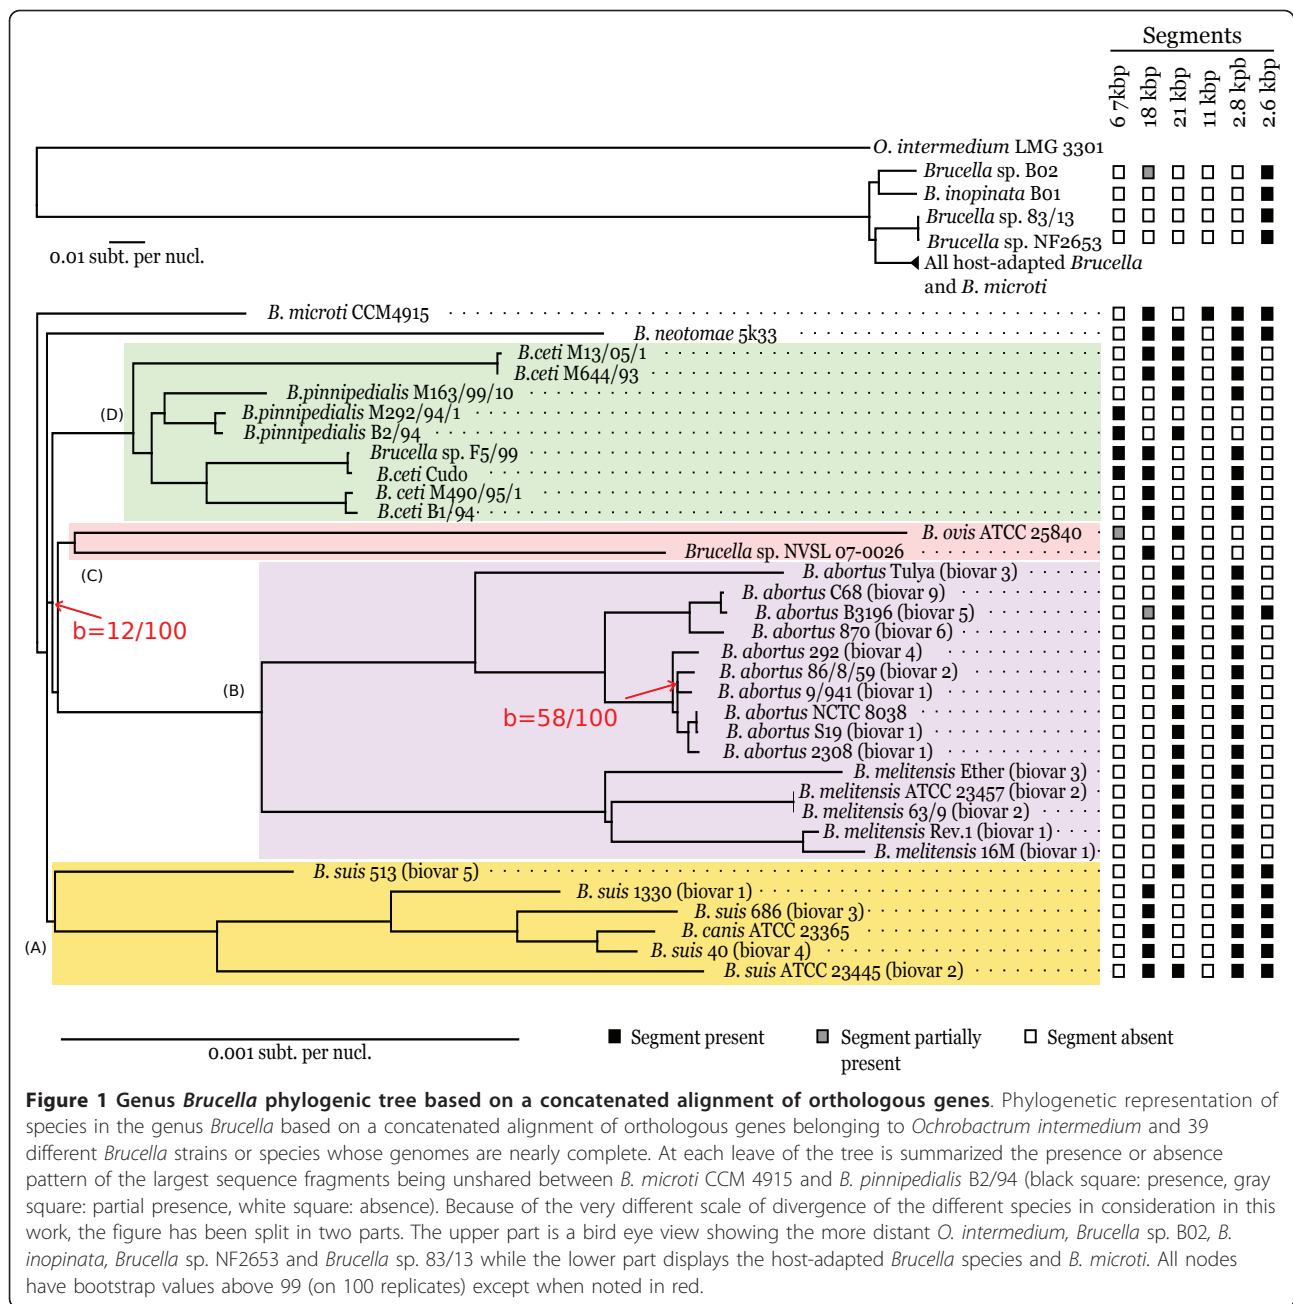 Segments
6 7kbp
18 kbp
21 kbp
11 kbp
2.8 kpb
2.6 kbp
O. intermedium LMG 3301
Brucella sp. B02
B. inopinata B01
Brucella sp. 83/13
Brucella sp. NF2653
0.01 subt. per nucl.
All host-adapted Brucella
and B. microti
B. microti CCM4915
B. neotomae 5k33
B.ceti M13/05/1
B.ceti M644/93
B.pinnipedialis M163/99/10
(D)
B.pinnipedialis M292/94/1
B.pinnipedialis B2/94
Brucella sp. F5/99
B.ceti Cudo
B. ceti M490/95/1
B.ceti B1/94
B. ovis ATCC 25840
Brucella sp. NVSL 07-0026
(C)
B. abortus Tulya (biovar 3)
B. abortus C68 (biovar 9)
B. abortus B3196 (biovar 5)
b=12/100
B. abortus 870 (biovar 6)
B. abortus 292 (biovar 4)
B. abortus 86/8/59 (biovar 2)
(B)
B. abortus 9/941 (biovar 1)
b=58/100
B. abortus NCTC 8038
B. abortus S19 (biovar 1)
B. abortus 2308 (biovar 1)
B. melitensis Ether (biovar 3)
B. melitensis ATCC 23457 (biovar 2)
B. melitensis 63/9 (biovar 2)
B. melitensis Rev.1 (biovar 1)
B. melitensis 16M (biovar 1)
B. suis 513 (biovar 5)
B. suis 1330 (biovar 1)
B. suis 686 (biovar 3)
B. canis ATCC 23365
(A)
B. suis 40 (biovar 4)
B. suis ATCC 23445 (biovar 2)
0.001 subt. per nucl.
Segment present
Segment partially
present
Segment absent
Figure 1 Genus Brucella phylogenic tree based on a concatenated alignment of orthologous genes. Phylogenetic representation of
species in the genus Brucella based on a concatenated alignment of orthologous genes belonging to Ochrobactrum intermedium and 39
different Brucella strains or species whose genomes are nearly complete. At each leave of the tree is summarized the presence or absence
pattern of the largest sequence fragments being unshared between B. microti CCM 4915 and B. pinnipedialis B2/94 (black square: presence, gray
square: partial presence, white square: absence). Because of the very different scale of divergence of the different species in consideration in this
work, the figure has been split in two parts. The upper part is a bird eye view showing the more distant O. intermedium, Brucella sp. B02, B.
inopinata, Brucella sp. NF2653 and Brucella sp. 83/13 while the lower part displays the host-adapted Brucella species and B. microti. All nodes
have bootstrap values above 99 (on 100 replicates) except when noted in red.